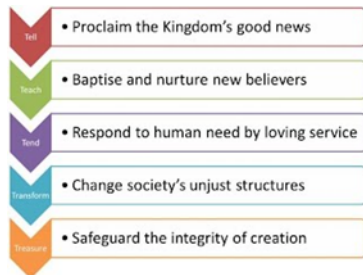 Tell
• Proclaim the Kingdom's good news
Teach
• Baptise and nurture new believers
Tend
• Respond to human need by loving service
Transform
• Change society's unjust structures
Treasure
• Safeguard the integrity of creation